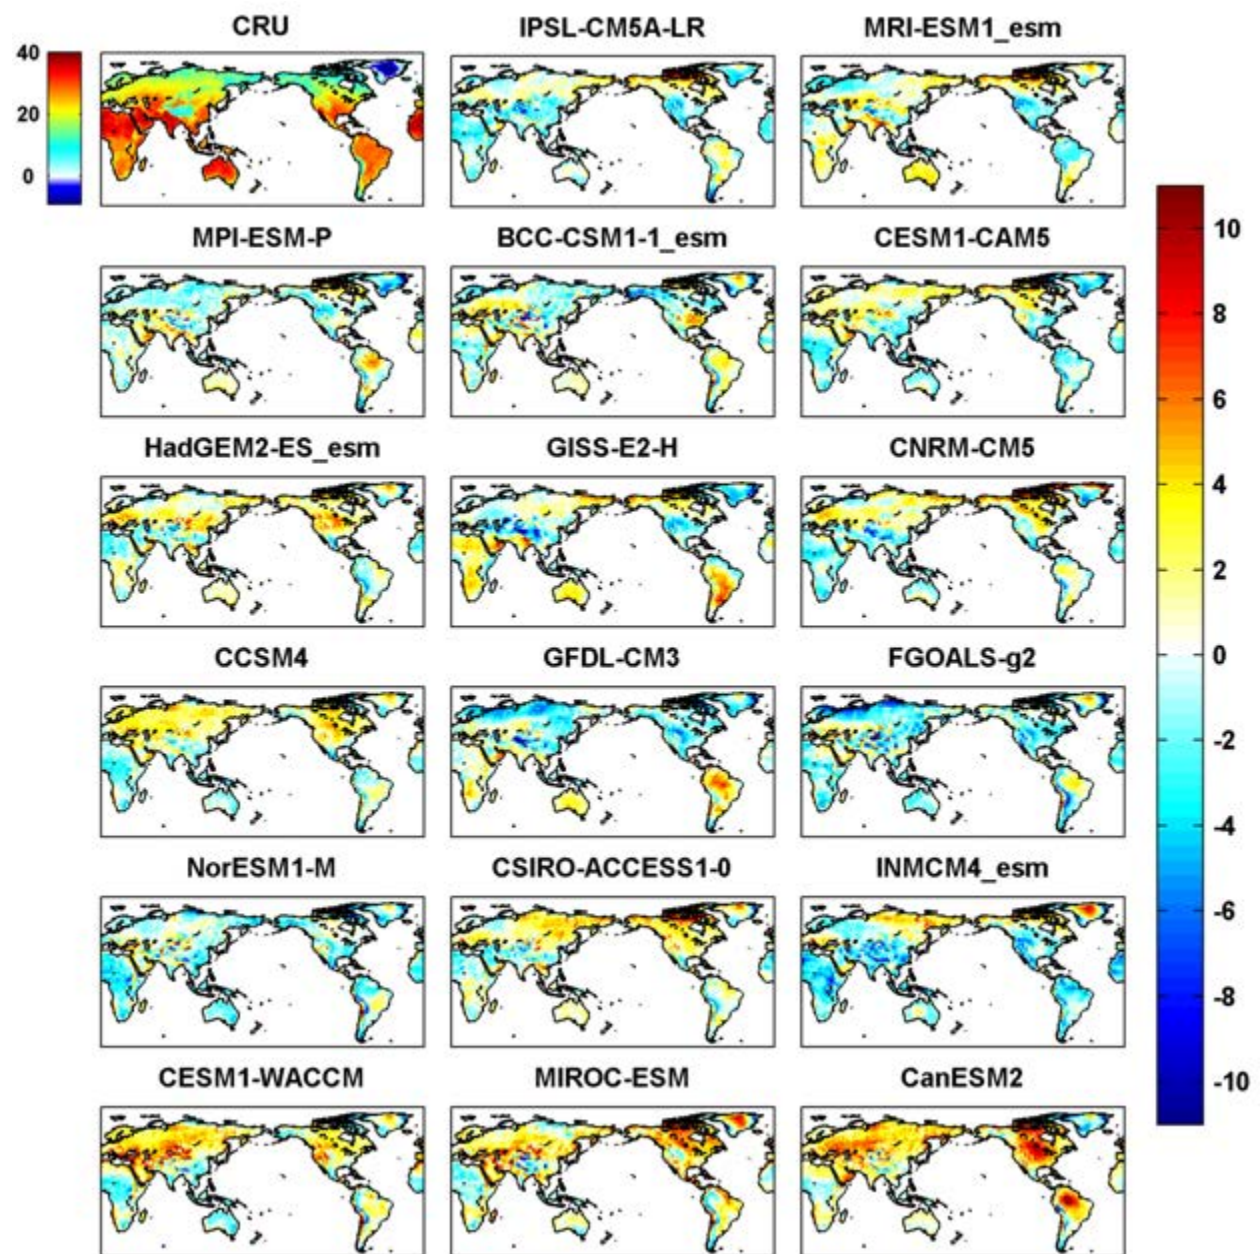 CRU IPSL-CM5A-LR MRI-ESM1_esm
40
20
0
MPI-ESM-P BCC-CSM1-1_esm CESM1-CAM5
10
8
HadGEM2-ES_esm GISS-E2-H CNRM-CM5
6
4
2
CCSM4 GFDL-CM3 FGOALS-g2
0
-2
-4
NorESM1-M CSIRO-ACCESS1-0 INMCM4_esm
-6
-8
CESM1-WACCM MIROC-ESM CanESM2
-10